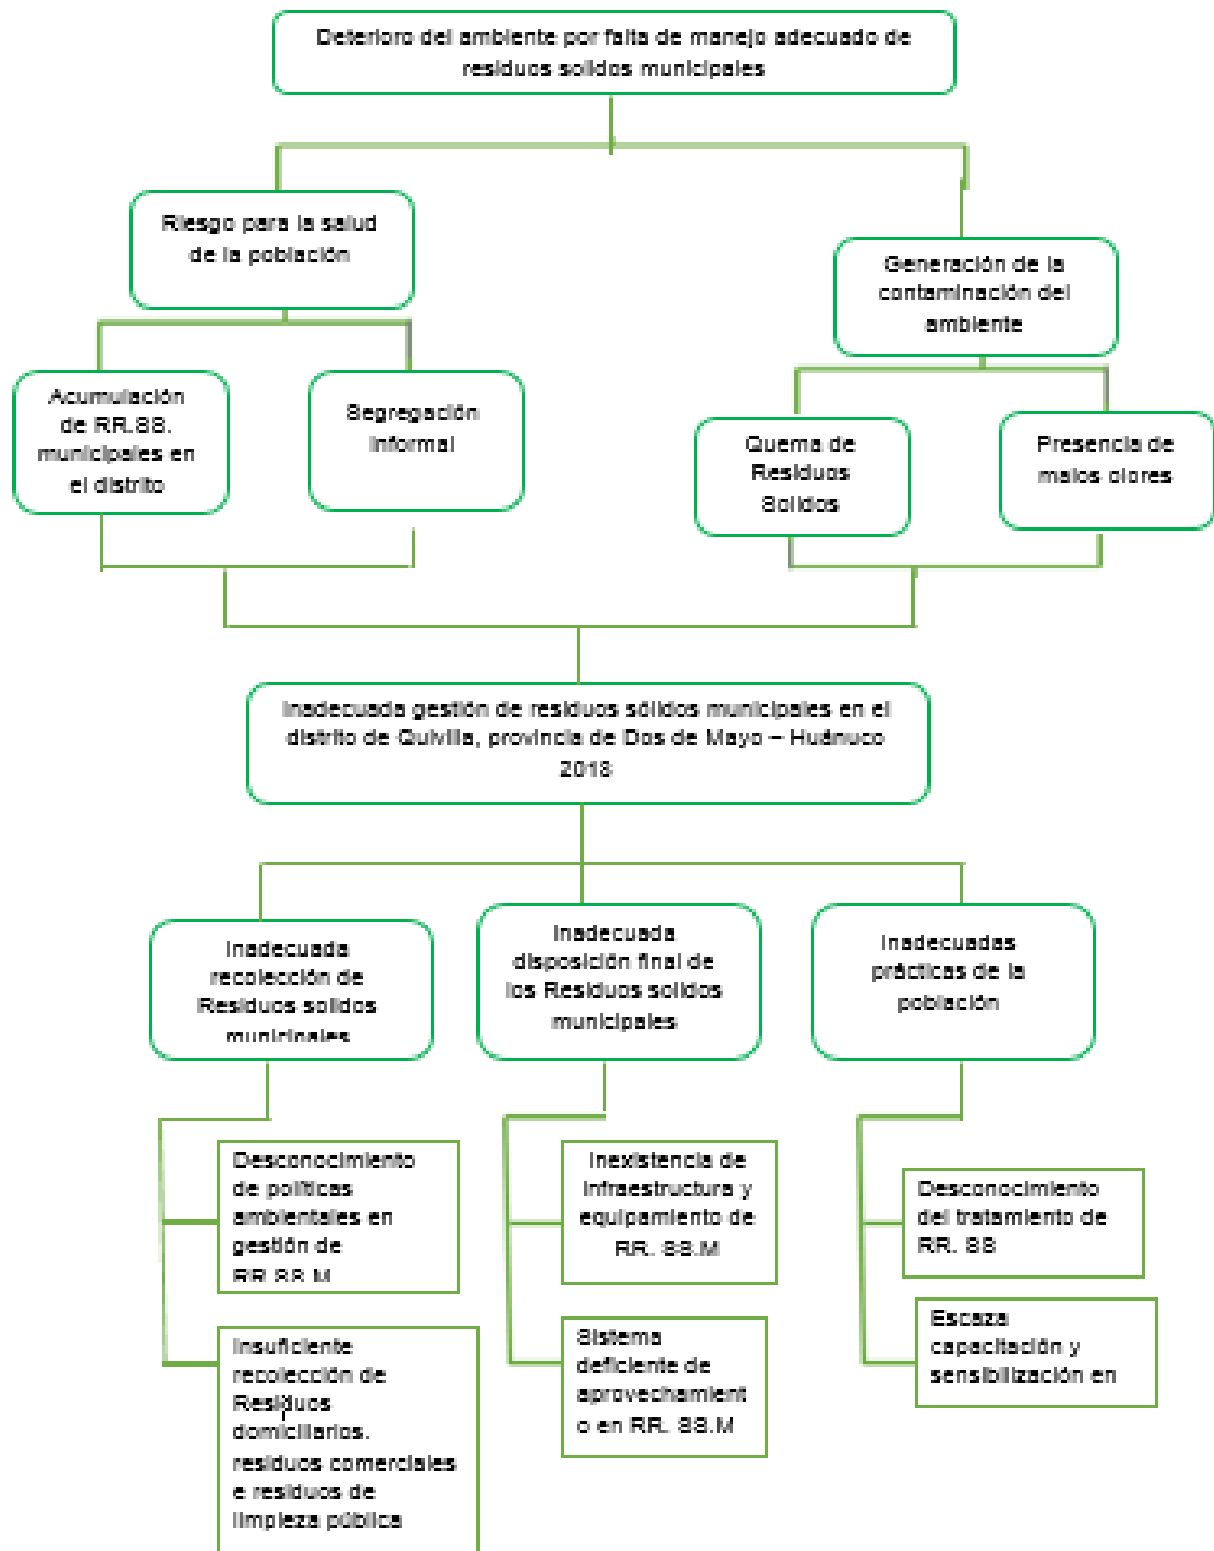 Deterioro del ambiente por falta de manejo adecuado de
residuos solidos municipales
Riesgo para la salud
de la población
Generación de la
contaminación del
ambiente
Acumulación
de RR.SS.
municipales en
el distrito
Segregación
informal
Quema de
Residuos
Solidos
Presencia de
malos olores
Inadecuada gestión de residuos sólidos municipales en el
distrito de Quivilla, provincia de Dos de Mayo – Huánuco
2018
Inadecuada
recolección de
Residuos solidos
municipales
Inadecuada
disposición final de
los Residuos solidos
municipales
Inadecuadas
prácticas de la
población
Desconocimiento
de políticas
ambientales en
gestión de
RR.SS.M
Insuficiente
recolección de
Residuos
domiciliarios.
residuos comerciales
e residuos de
limpieza pública
Inexistencia de
infraestructura y
equipamiento de
RR. SS.M
Sistema
deficiente de
aprovechamient
o en RR. SS.M
Desconocimiento
del tratamiento de
RR. SS
Escaza
capacitación y
sensibilización en